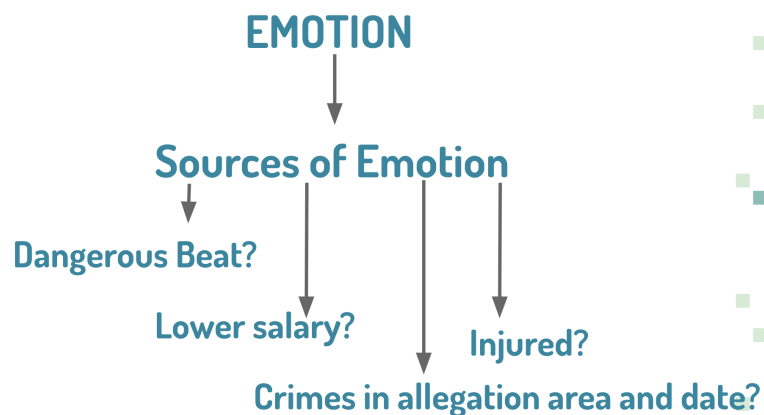 EMOTION
Sources of Emotion
Dangerous Beat?
Lower salary?
Injured?
Crimes in allegation area and date?